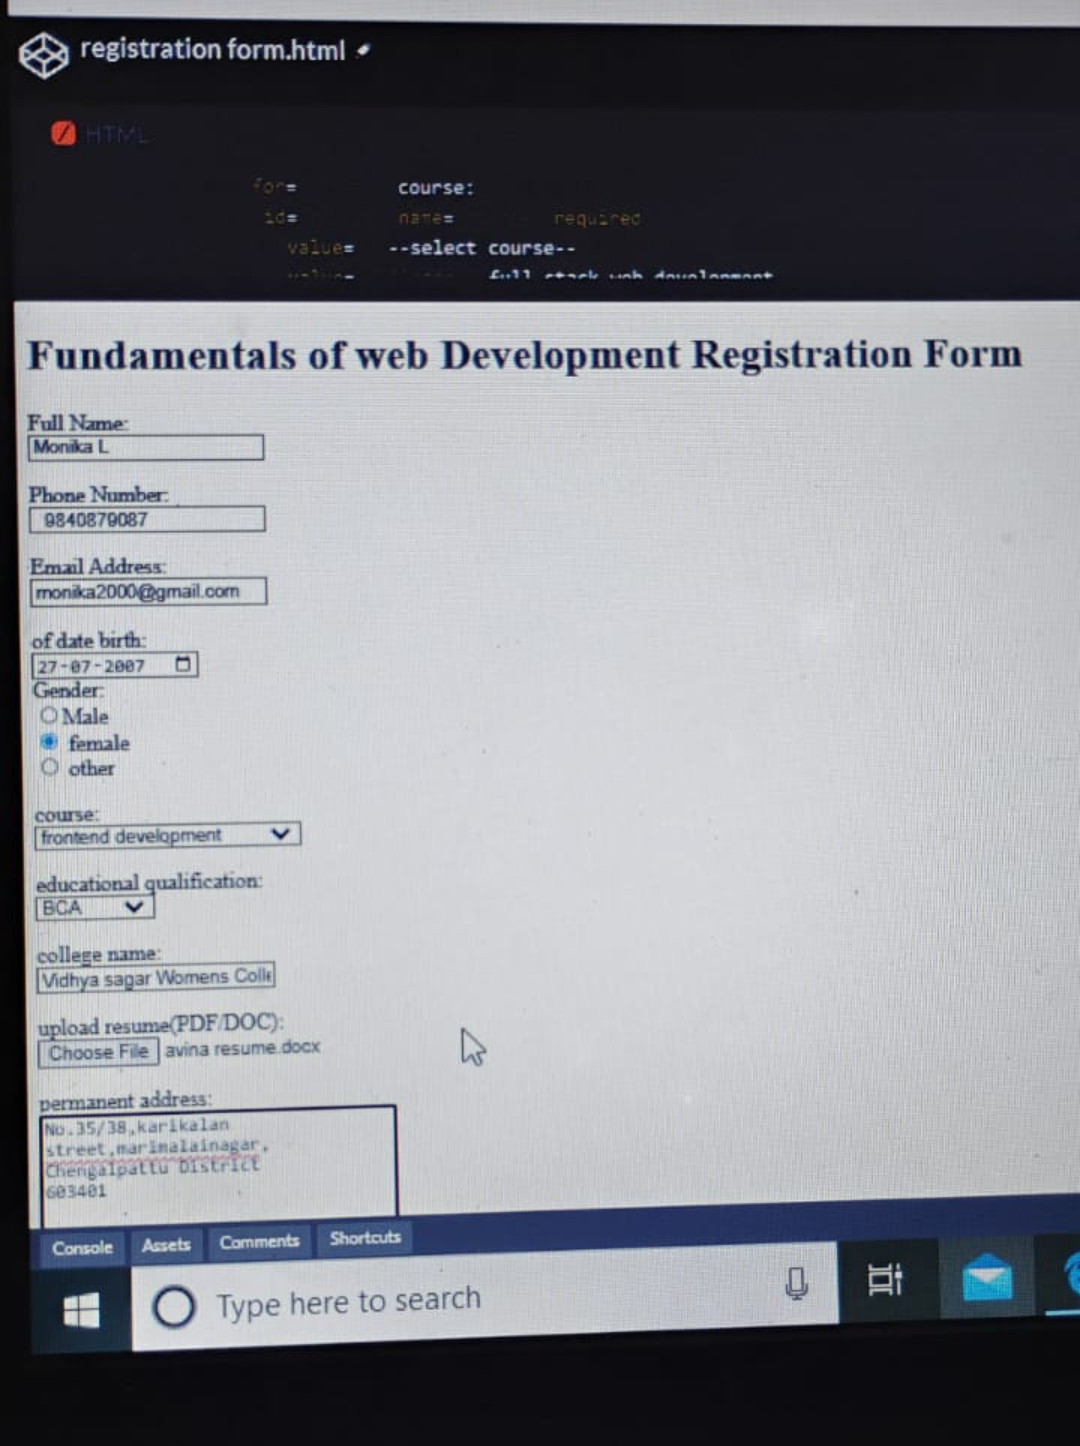 registration form.html
HTML
for= course:
id= name= required
value= --select course--
full stack web development
Fundamentals of web Development Registration Form
Full Name:
Monika L
Phone Number:
9840879087
Email Address:
monika2000@gmail.com
of date birth:
27-07-2007
Gender:
Male
female
other
course:
frontend development
educational qualification:
BCA
college name:
Vidhya sagar Womens Colle
upload resume(PDF/DOC):
Choose File avina resume.docx
permanent address:
No.35/38,karikalan
street,marimalainagar,
Chengalpattu District
603401
Console Assets Comments Shortcuts
Type here to search